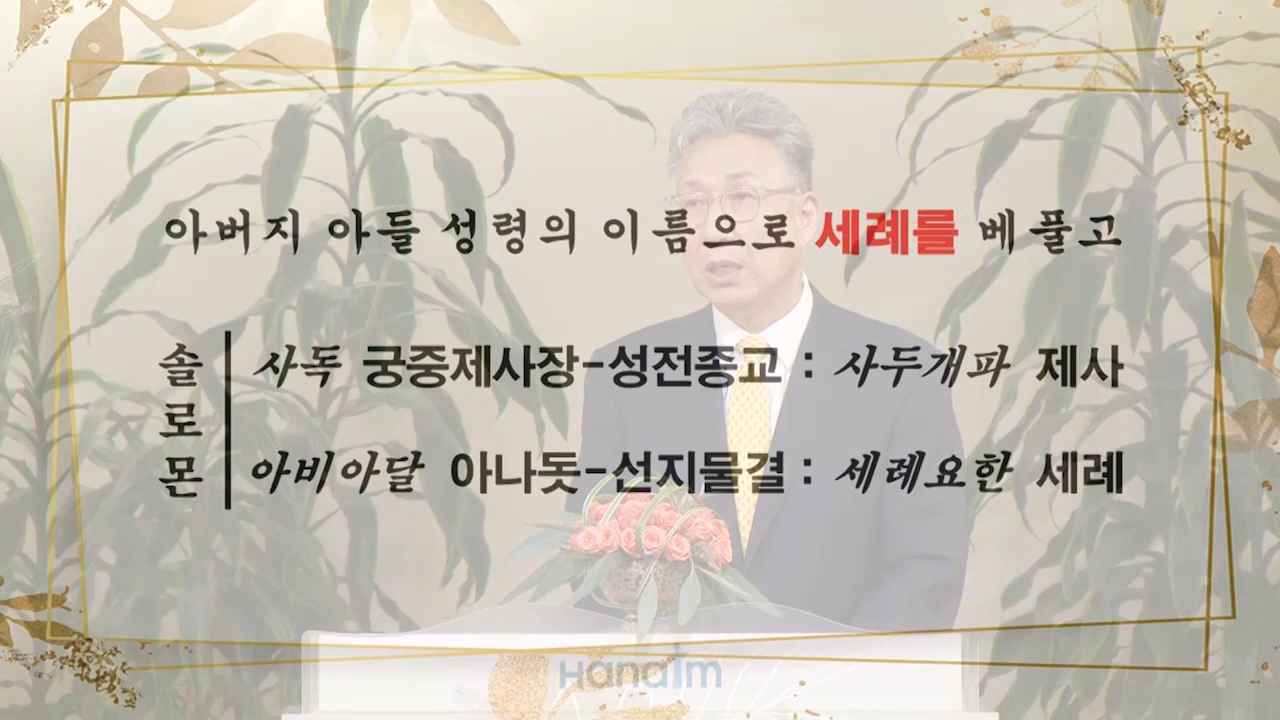 아버지 아들 성령의 이름으로 세례를 베풀고
솔로몬
사독 궁중제사장-성전종교 : 사두개파 제사
아비아달 아나돗-선지물결 : 세례요한 세례
Hanaim